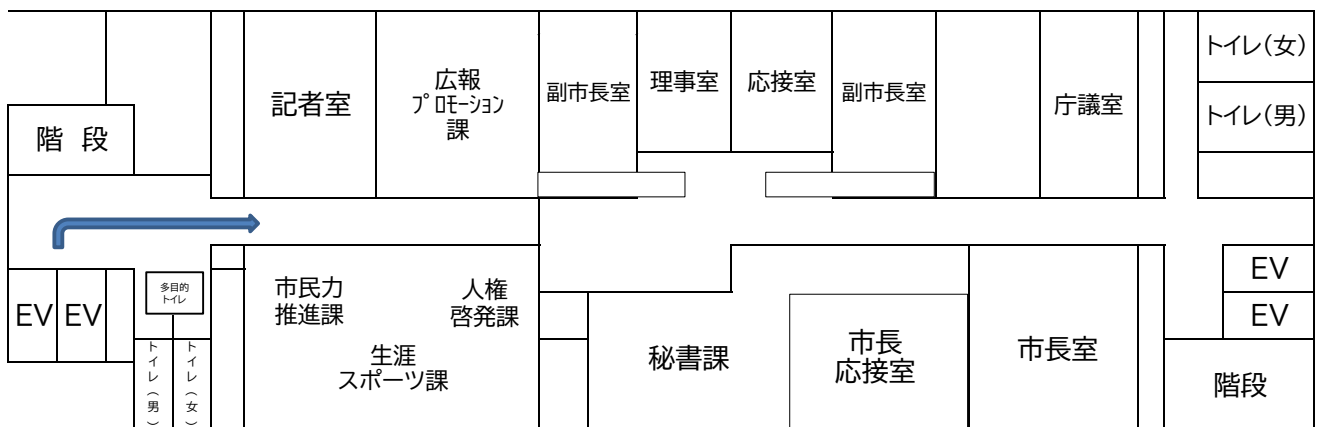 階 段
記者室
広報
プロモーション
課
副市長室
理事室
応接室
副市長室
庁議室
トイレ(女)
トイレ(男)
EV
EV
多目的
トイレ
トイレ(男)
トイレ(女)
市民力
推進課
人権
啓発課
生涯
スポーツ課
秘書課
市長
応接室
市長室
EV
EV
階段